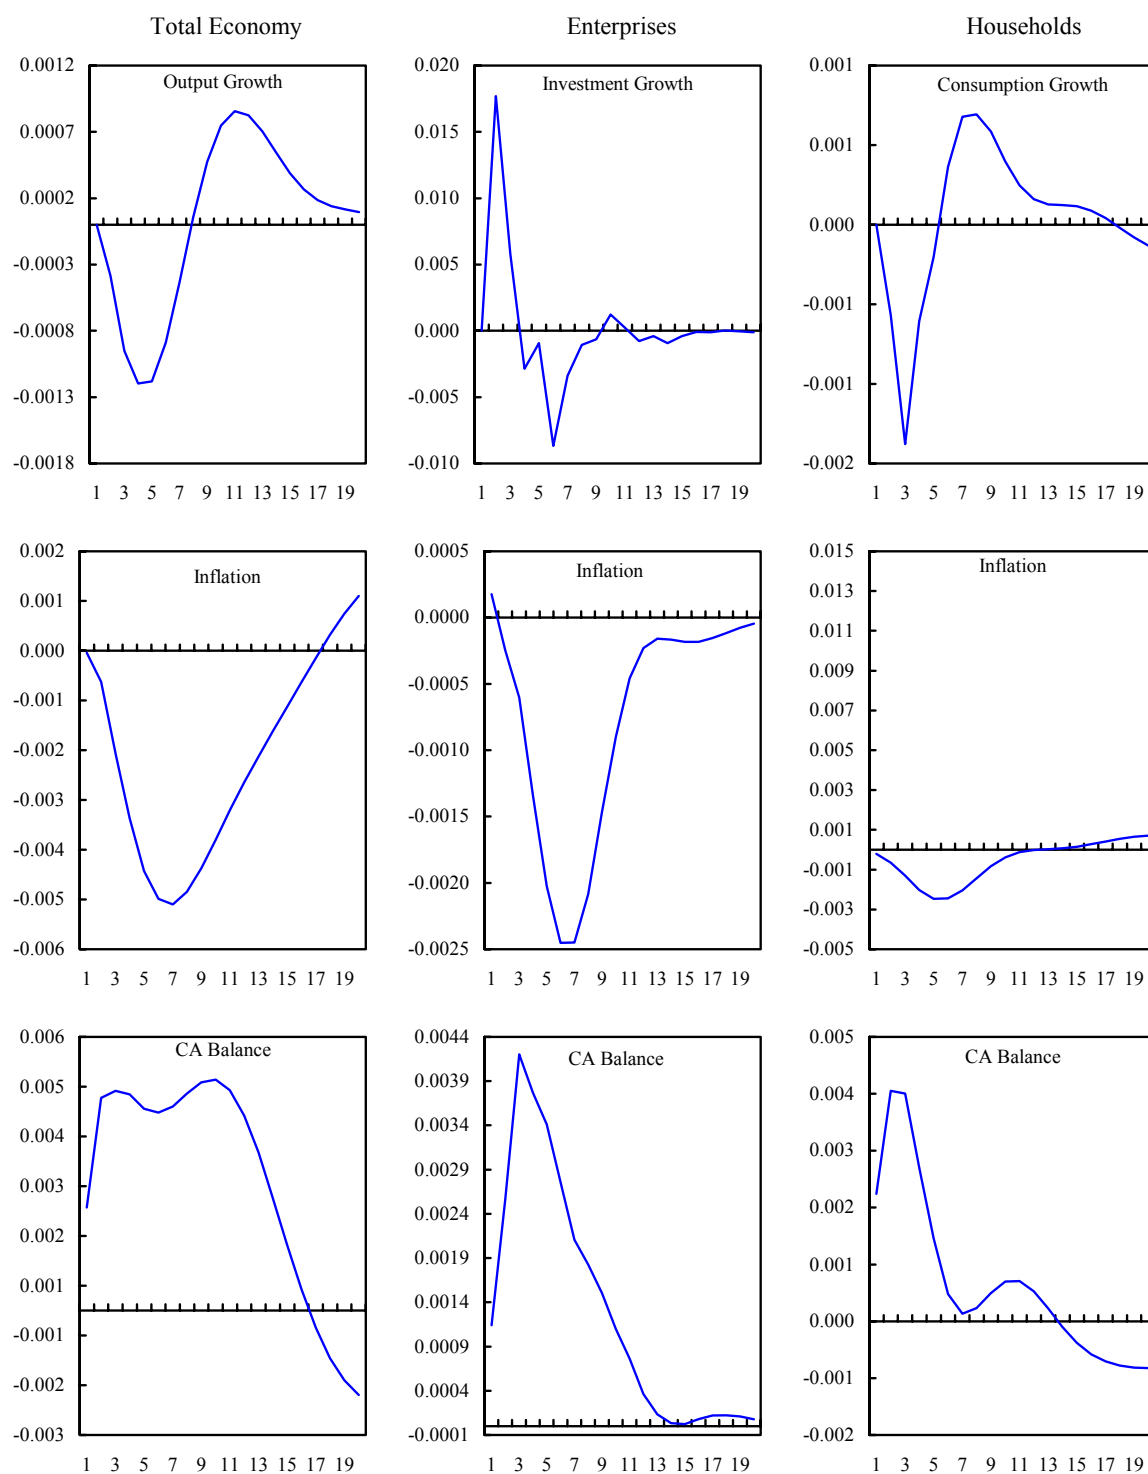 Total Economy Enterprises Households
0.0012 0.020 0.001
Output Growth Investment Growth Consumption Growth
0.0007 0.015 0.001
0.0002 0.010 0.000
-0.0003 0.005 -0.001
-0.0008 0.000 -0.001
-0.0013 -0.005
-0.0018 -0.010 -0.002
1 3 5 7 9 11 13 15 17 19 1 3 5 7 9 11 13 15 17 19 1 3 5 7 9 11 13 15 17 19
0.002 0.0005 0.015
Inflation Inflation Inflation
0.001 0.0000 0.013
0.000 -0.0005 0.011
-0.001 -0.0010 0.009
-0.002 -0.0015 0.007
-0.003 -0.0020 0.005
-0.004 -0.0025 0.003
-0.005 0.001
-0.006 -0.001
-0.003
-0.005
1 3 5 7 9 11 13 15 17 19 1 3 5 7 9 11 13 15 17 19 1 3 5 7 9 11 13 15 17 19
0.006 0.0044 0.005
CA Balance CA Balance CA Balance
0.005 0.0039 0.004
0.004 0.0034 0.003
0.003 0.0029 0.002
0.002 0.0024 0.001
0.001 0.0019 0.000
-0.001 0.0014 -0.001
-0.002 0.0009 -0.002
-0.003 0.0004
-0.0001
1 3 5 7 9 11 13 15 17 19 1 3 5 7 9 11 13 15 17 19 1 3 5 7 9 11 13 15 17 19